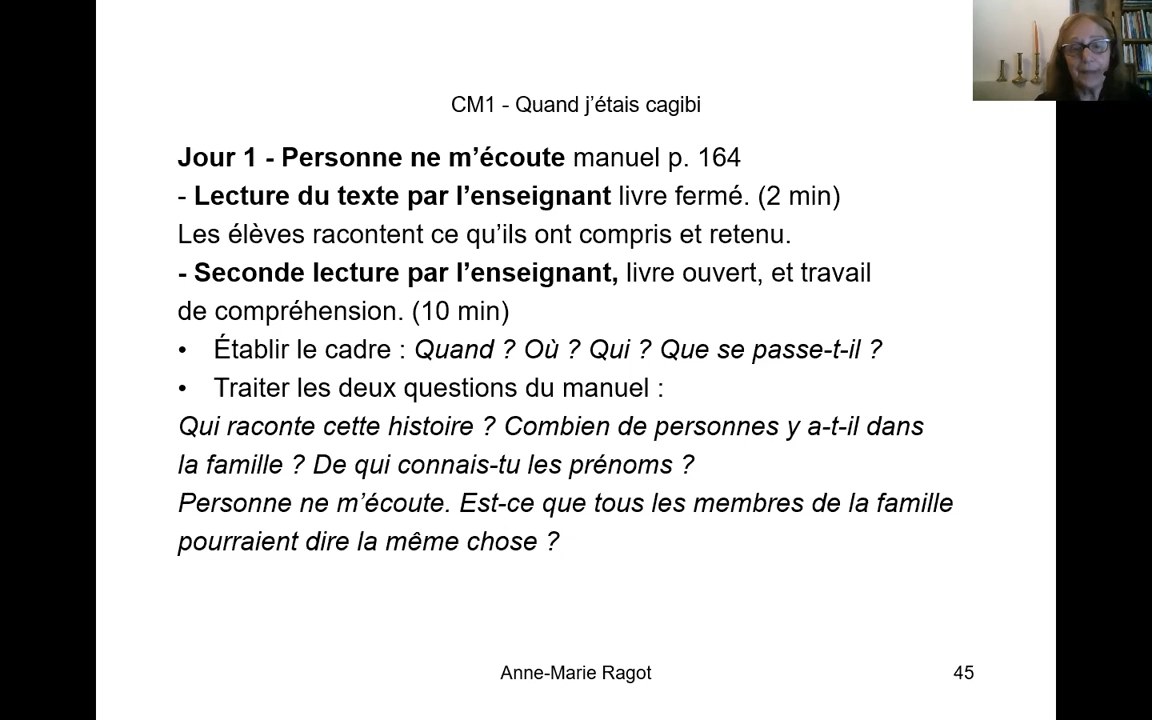 CM1 - Quand j’étais cagibi
Jour 1 - Personne ne m’écoute manuel p. 164
- Lecture du texte par l’enseignant livre fermé. (2 min)
Les élèves racontent ce qu’ils ont compris et retenu.
- Seconde lecture par l’enseignant, livre ouvert, et travail
de compréhension. (10 min)
• Établir le cadre : Quand ? Où ? Qui ? Que se passe-t-il ?
• Traiter les deux questions du manuel :
Qui raconte cette histoire ? Combien de personnes y a-t-il dans
la famille ? De qui connais-tu les prénoms ?
Personne ne m’écoute. Est-ce que tous les membres de la famille
pourraient dire la même chose ?
Anne-Marie Ragot
45